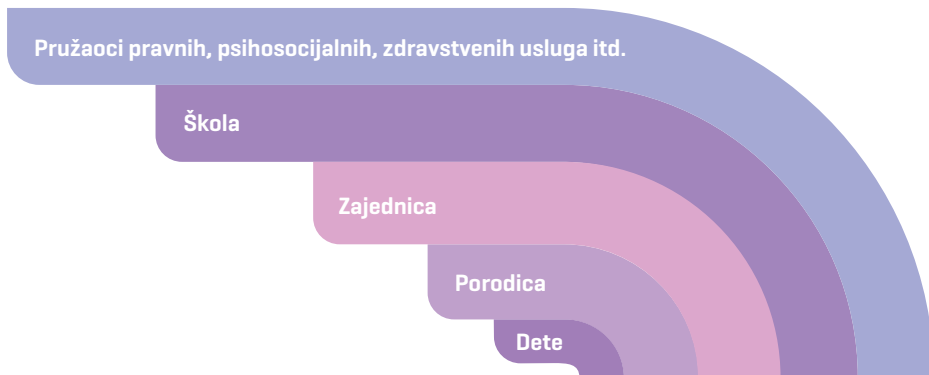 Pružaoci pravnih, psihosocijalnih, zdravstvenih usluga itd.
Škola
Zajednica
Porodica
Dete